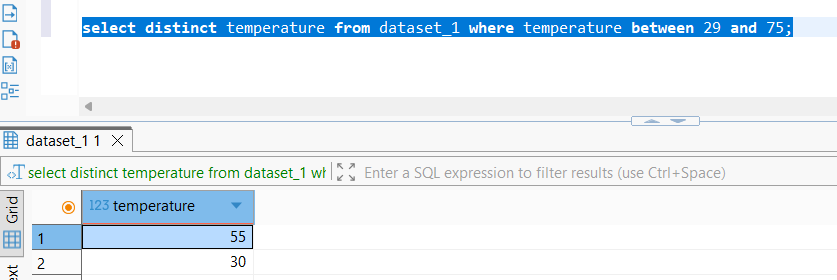 select distinct temperature from dataset_1 where temperature between 29 and 75;
dataset_1 1
select distinct temperature from dataset_1 wh
Enter a SQL expression to filter results (use Ctrl+Space)
Grid
123 temperature
1 55
2 30